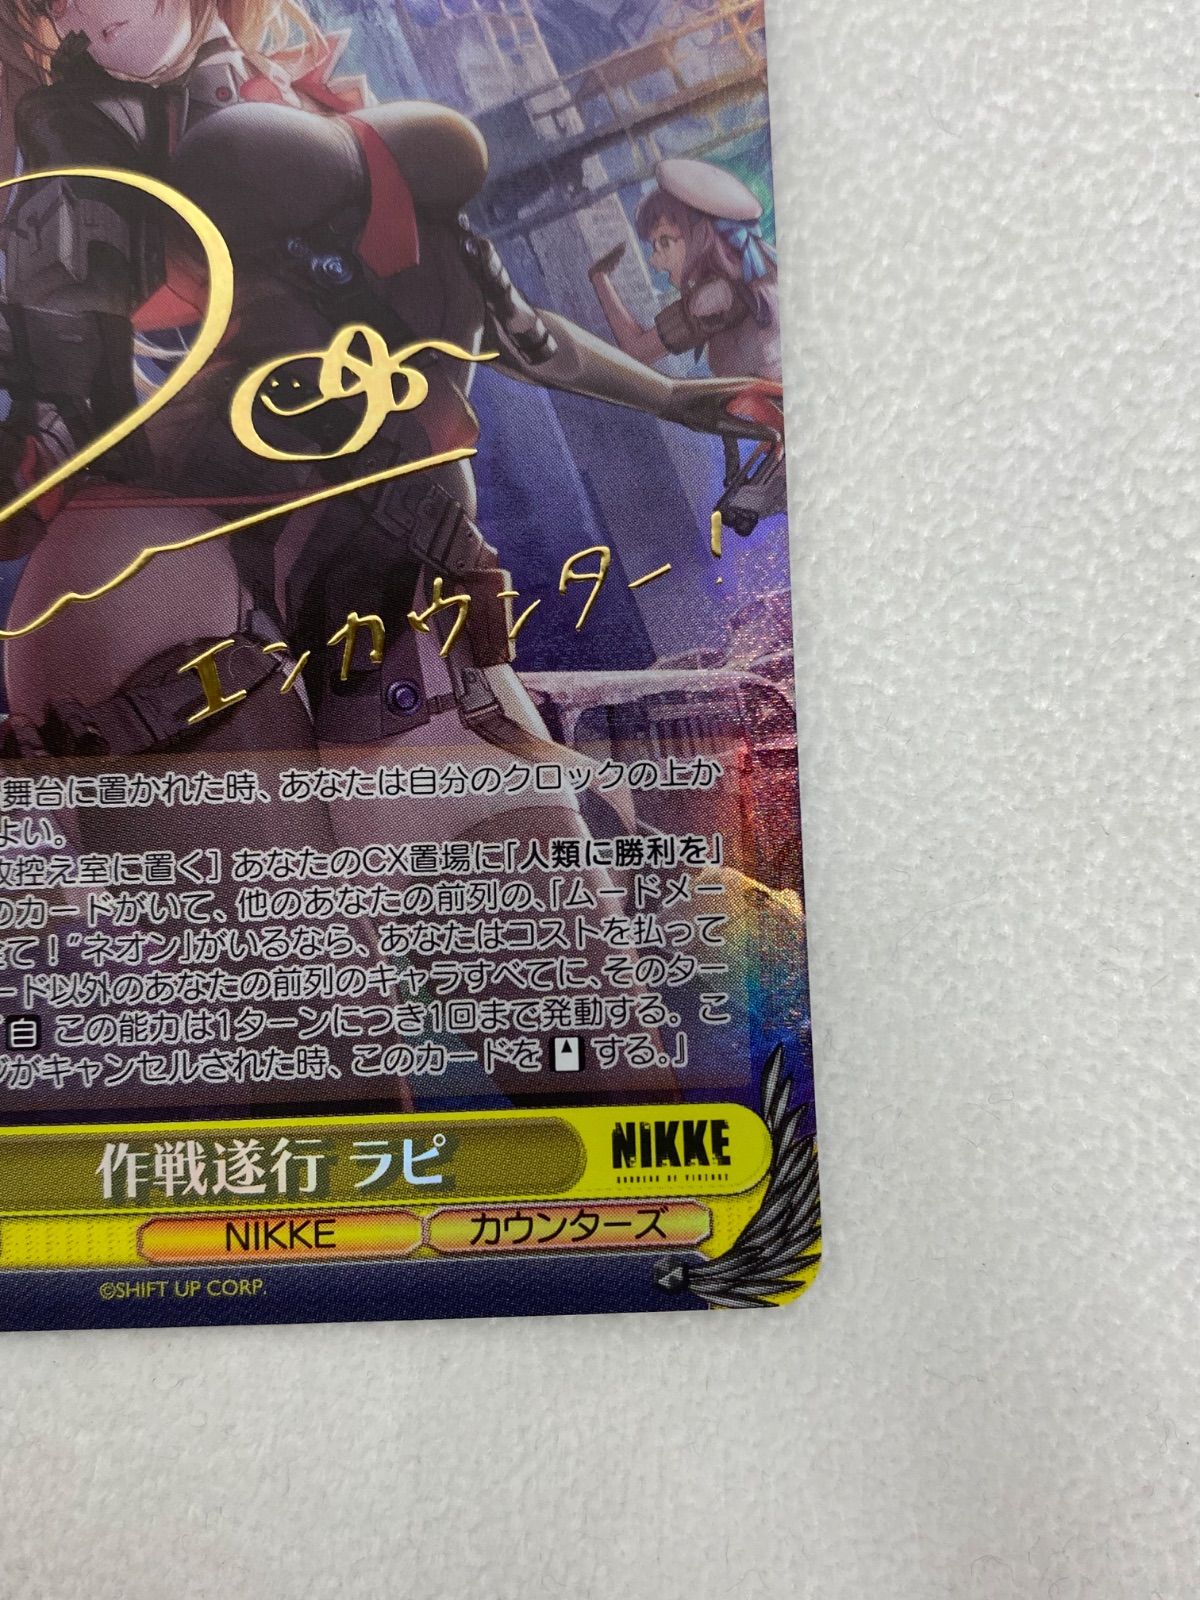 エンカウンター!
舞台に置かれた時、あなたは自分のクロックの上か
よい。
控え室に置く］あなたのCX置場に「人類に勝利を」
のカードがいて、他のあなたの前列の、「ムードメー
て！"ネオン」がいるなら、あなたはコストを払って
ード以外のあなたの前列のキャラすべてに、そのター
自 この能力は1ターンにつき1回まで発動する。こ
がキャンセルされた時、このカードを する。」
作戦遂行 ラピ
NIKKE
GODDESS OF VICTORY
NIKKE カウンターズ
©SHIFT UP CORP.